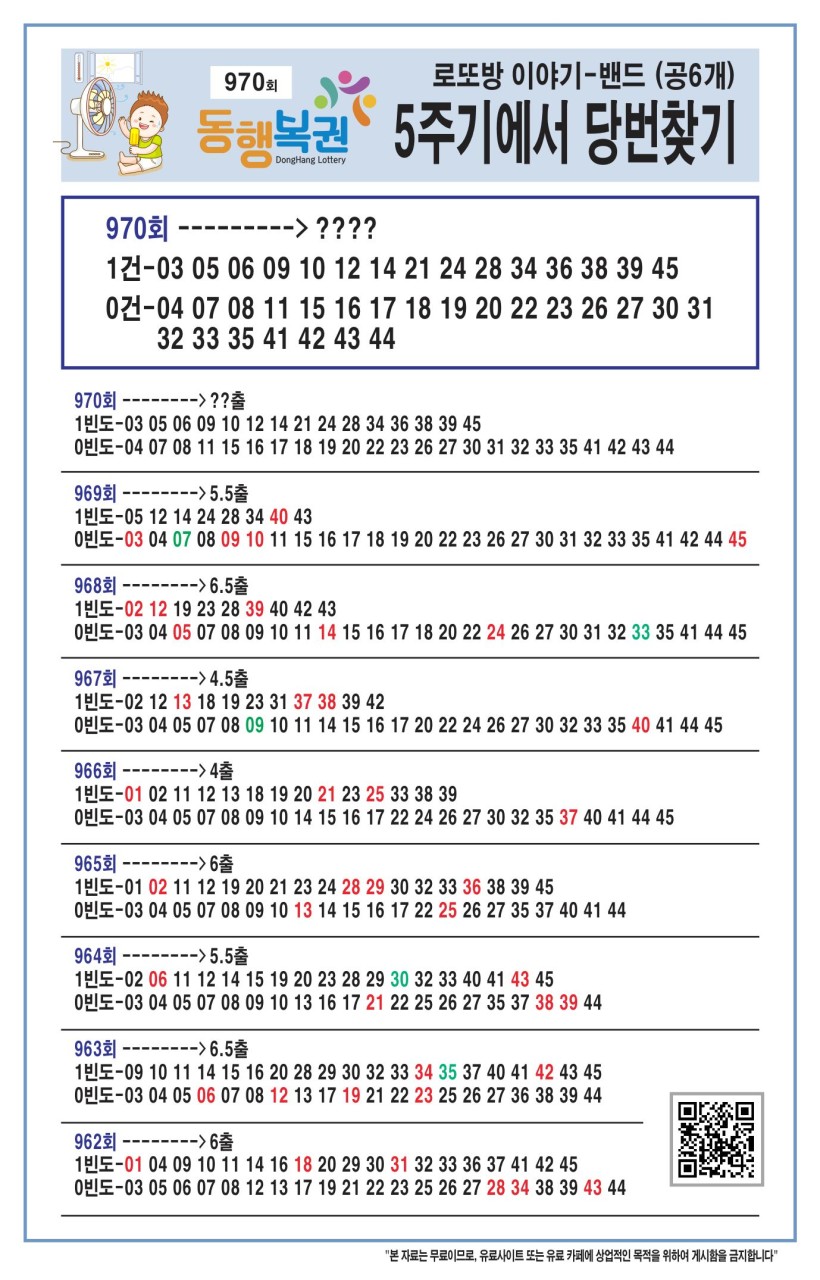 970회
동행복권
DongHang Lottery
로또방 이야기-밴드 (공6개)
5주기에서 당번찾기
970회 ---------> ????
1건-03 05 06 09 10 12 14 21 24 28 34 36 38 39 45
0건-04 07 08 11 15 16 17 18 19 20 22 23 26 27 30 31
32 33 35 41 42 43 44
970회 --------> ??출
1빈도-03 05 06 09 10 12 14 21 24 28 34 36 38 39 45
0빈도-04 07 08 11 15 16 17 18 19 20 22 23 26 27 30 31 32 33 35 41 42 43 44
969회 --------> 5.5출
1빈도-05 12 14 24 28 34 40 43
0빈도-03 04 07 08 09 10 11 15 16 17 18 19 20 22 23 26 27 30 31 32 33 35 41 42 44 45
968회 --------> 6.5출
1빈도-02 12 19 23 28 39 40 42 43
0빈도-03 04 05 07 08 09 10 11 14 15 16 17 18 20 22 24 26 27 30 31 32 33 35 41 44 45
967회 --------> 4.5출
1빈도-02 12 13 18 19 23 31 37 38 39 42
0빈도-03 04 05 07 08 09 10 11 14 15 16 17 20 22 24 26 27 30 32 33 35 40 41 44 45
966회 --------> 4출
1빈도-01 02 11 12 13 18 19 20 21 23 25 33 38 39
0빈도-03 04 05 07 08 09 10 14 15 16 17 22 24 26 27 30 32 35 37 40 41 44 45
965회 --------> 6출
1빈도-01 02 11 12 19 20 21 23 24 28 29 30 32 33 36 38 39 45
0빈도-03 04 05 07 08 09 10 13 14 15 16 17 22 25 26 27 35 37 40 41 44
964회 --------> 5.5출
1빈도-02 06 11 12 14 15 19 20 23 28 29 30 32 33 40 41 43 45
0빈도-03 04 05 07 08 09 10 13 16 17 21 22 25 26 27 35 37 38 39 44
963회 --------> 6.5출
1빈도-09 10 11 14 15 16 20 28 29 30 32 33 34 35 37 40 41 42 43 45
0빈도-03 04 05 06 07 08 12 13 17 19 21 22 23 25 26 27 36 38 39 44
962회 --------> 6출
1빈도-01 04 09 10 11 14 16 18 20 29 30 31 32 33 36 37 41 42 45
0빈도-03 05 06 07 08 12 13 17 19 21 22 23 25 26 27 28 34 38 39 43 44
"본 자료는 무료이므로, 유료사이트 또는 유료 카페에 상업적인 목적을 위하여 게시함을 금지합니다"